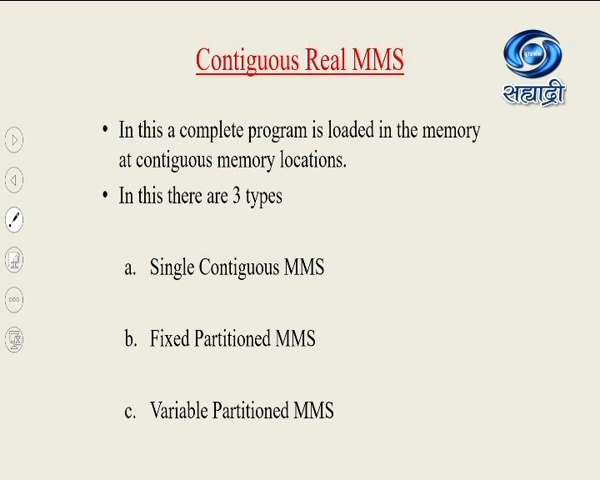 Contiguous Real MMS
सह्याद्री
• In this a complete program is loaded in the memory
at contiguous memory locations.
• In this there are 3 types
a. Single Contiguous MMS
b. Fixed Partitioned MMS
c. Variable Partitioned MMS